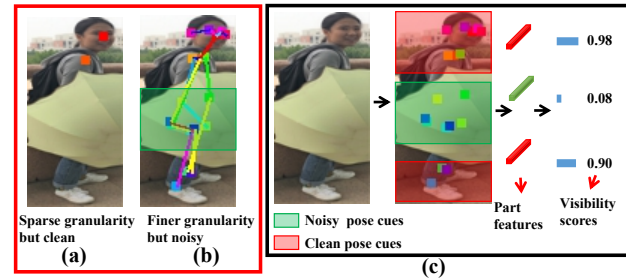 Sparse granularity
but clean
(a)
Finer granularity
but noisy
(b)
0.98
0.08
0.90
Noisy pose cues
Clean pose cues
Part
features
Visibility
scores
(c)